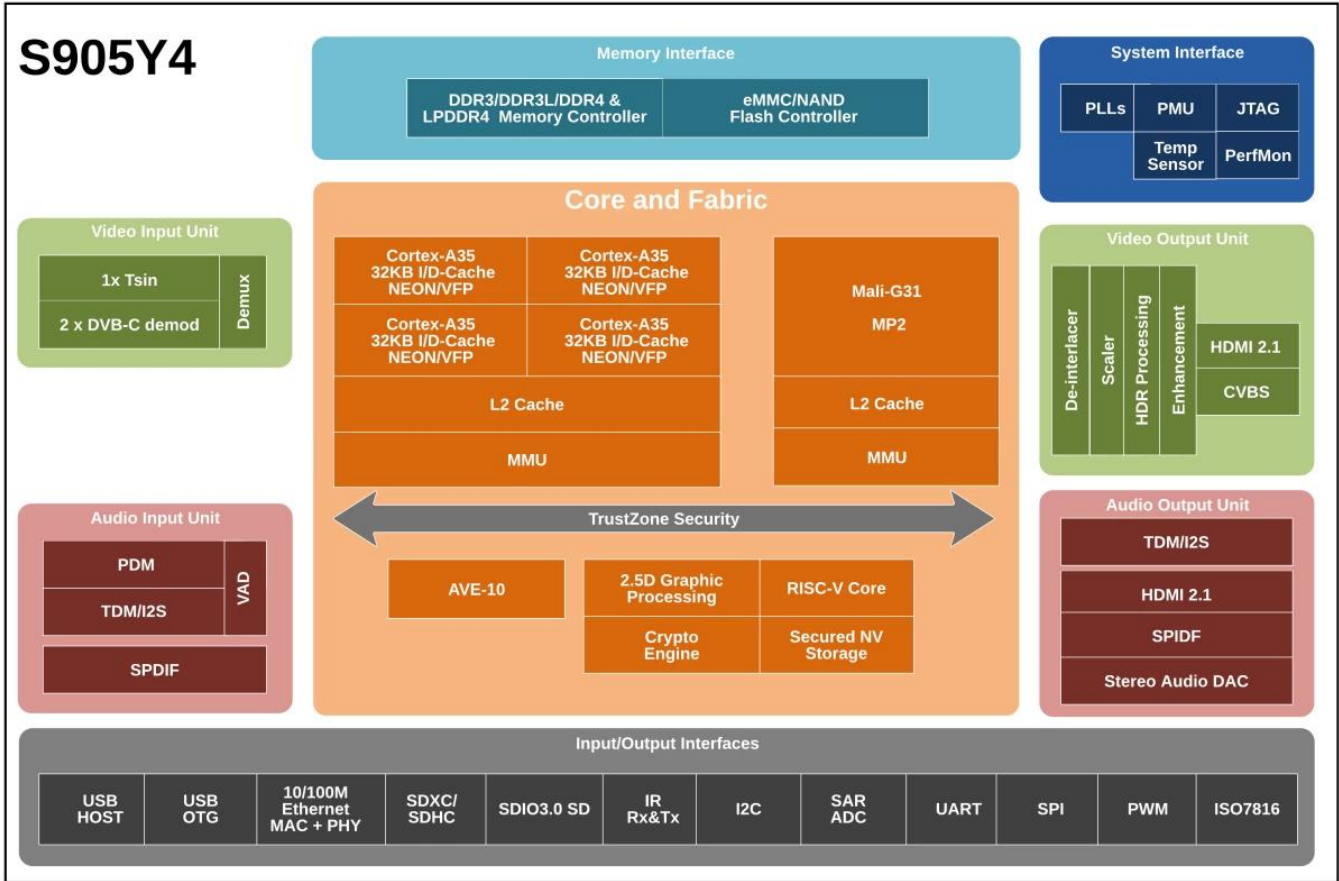 S905Y4
Memory Interface
DDR3/DDR3L/DDR4 &
LPDDR4 Memory Controller
eMMC/NAND
Flash Controller
System Interface
PLLs
PMU
JTAG
Temp
Sensor
PerfMon
Video Input Unit
1x Tsin
2 x DVB-C demod
Demux
Core and Fabric
Cortex-A35
32KB I/D-Cache
NEON/VFP
Cortex-A35
32KB I/D-Cache
NEON/VFP
Cortex-A35
32KB I/D-Cache
NEON/VFP
Cortex-A35
32KB I/D-Cache
NEON/VFP
L2 Cache
MMU
Mali-G31
MP2
L2 Cache
MMU
TrustZone Security
AVE-10
2.5D Graphic
Processing
RISC-V Core
Crypto
Engine
Secured NV
Storage
Video Output Unit
De-interlacer
Scaler
HDR Processing
Enhancement
HDMI 2.1
CVBS
Audio Input Unit
PDM
TDM/I2S
VAD
SPDIF
Audio Output Unit
TDM/I2S
HDMI 2.1
SPIDF
Stereo Audio DAC
Input/Output Interfaces
USB
HOST
USB
OTG
10/100M
Ethernet
MAC + PHY
SDXC/
SDHC
SDIO3.0 SD
IR
Rx&Tx
I2C
SAR
ADC
UART
SPI
PWM
ISO7816